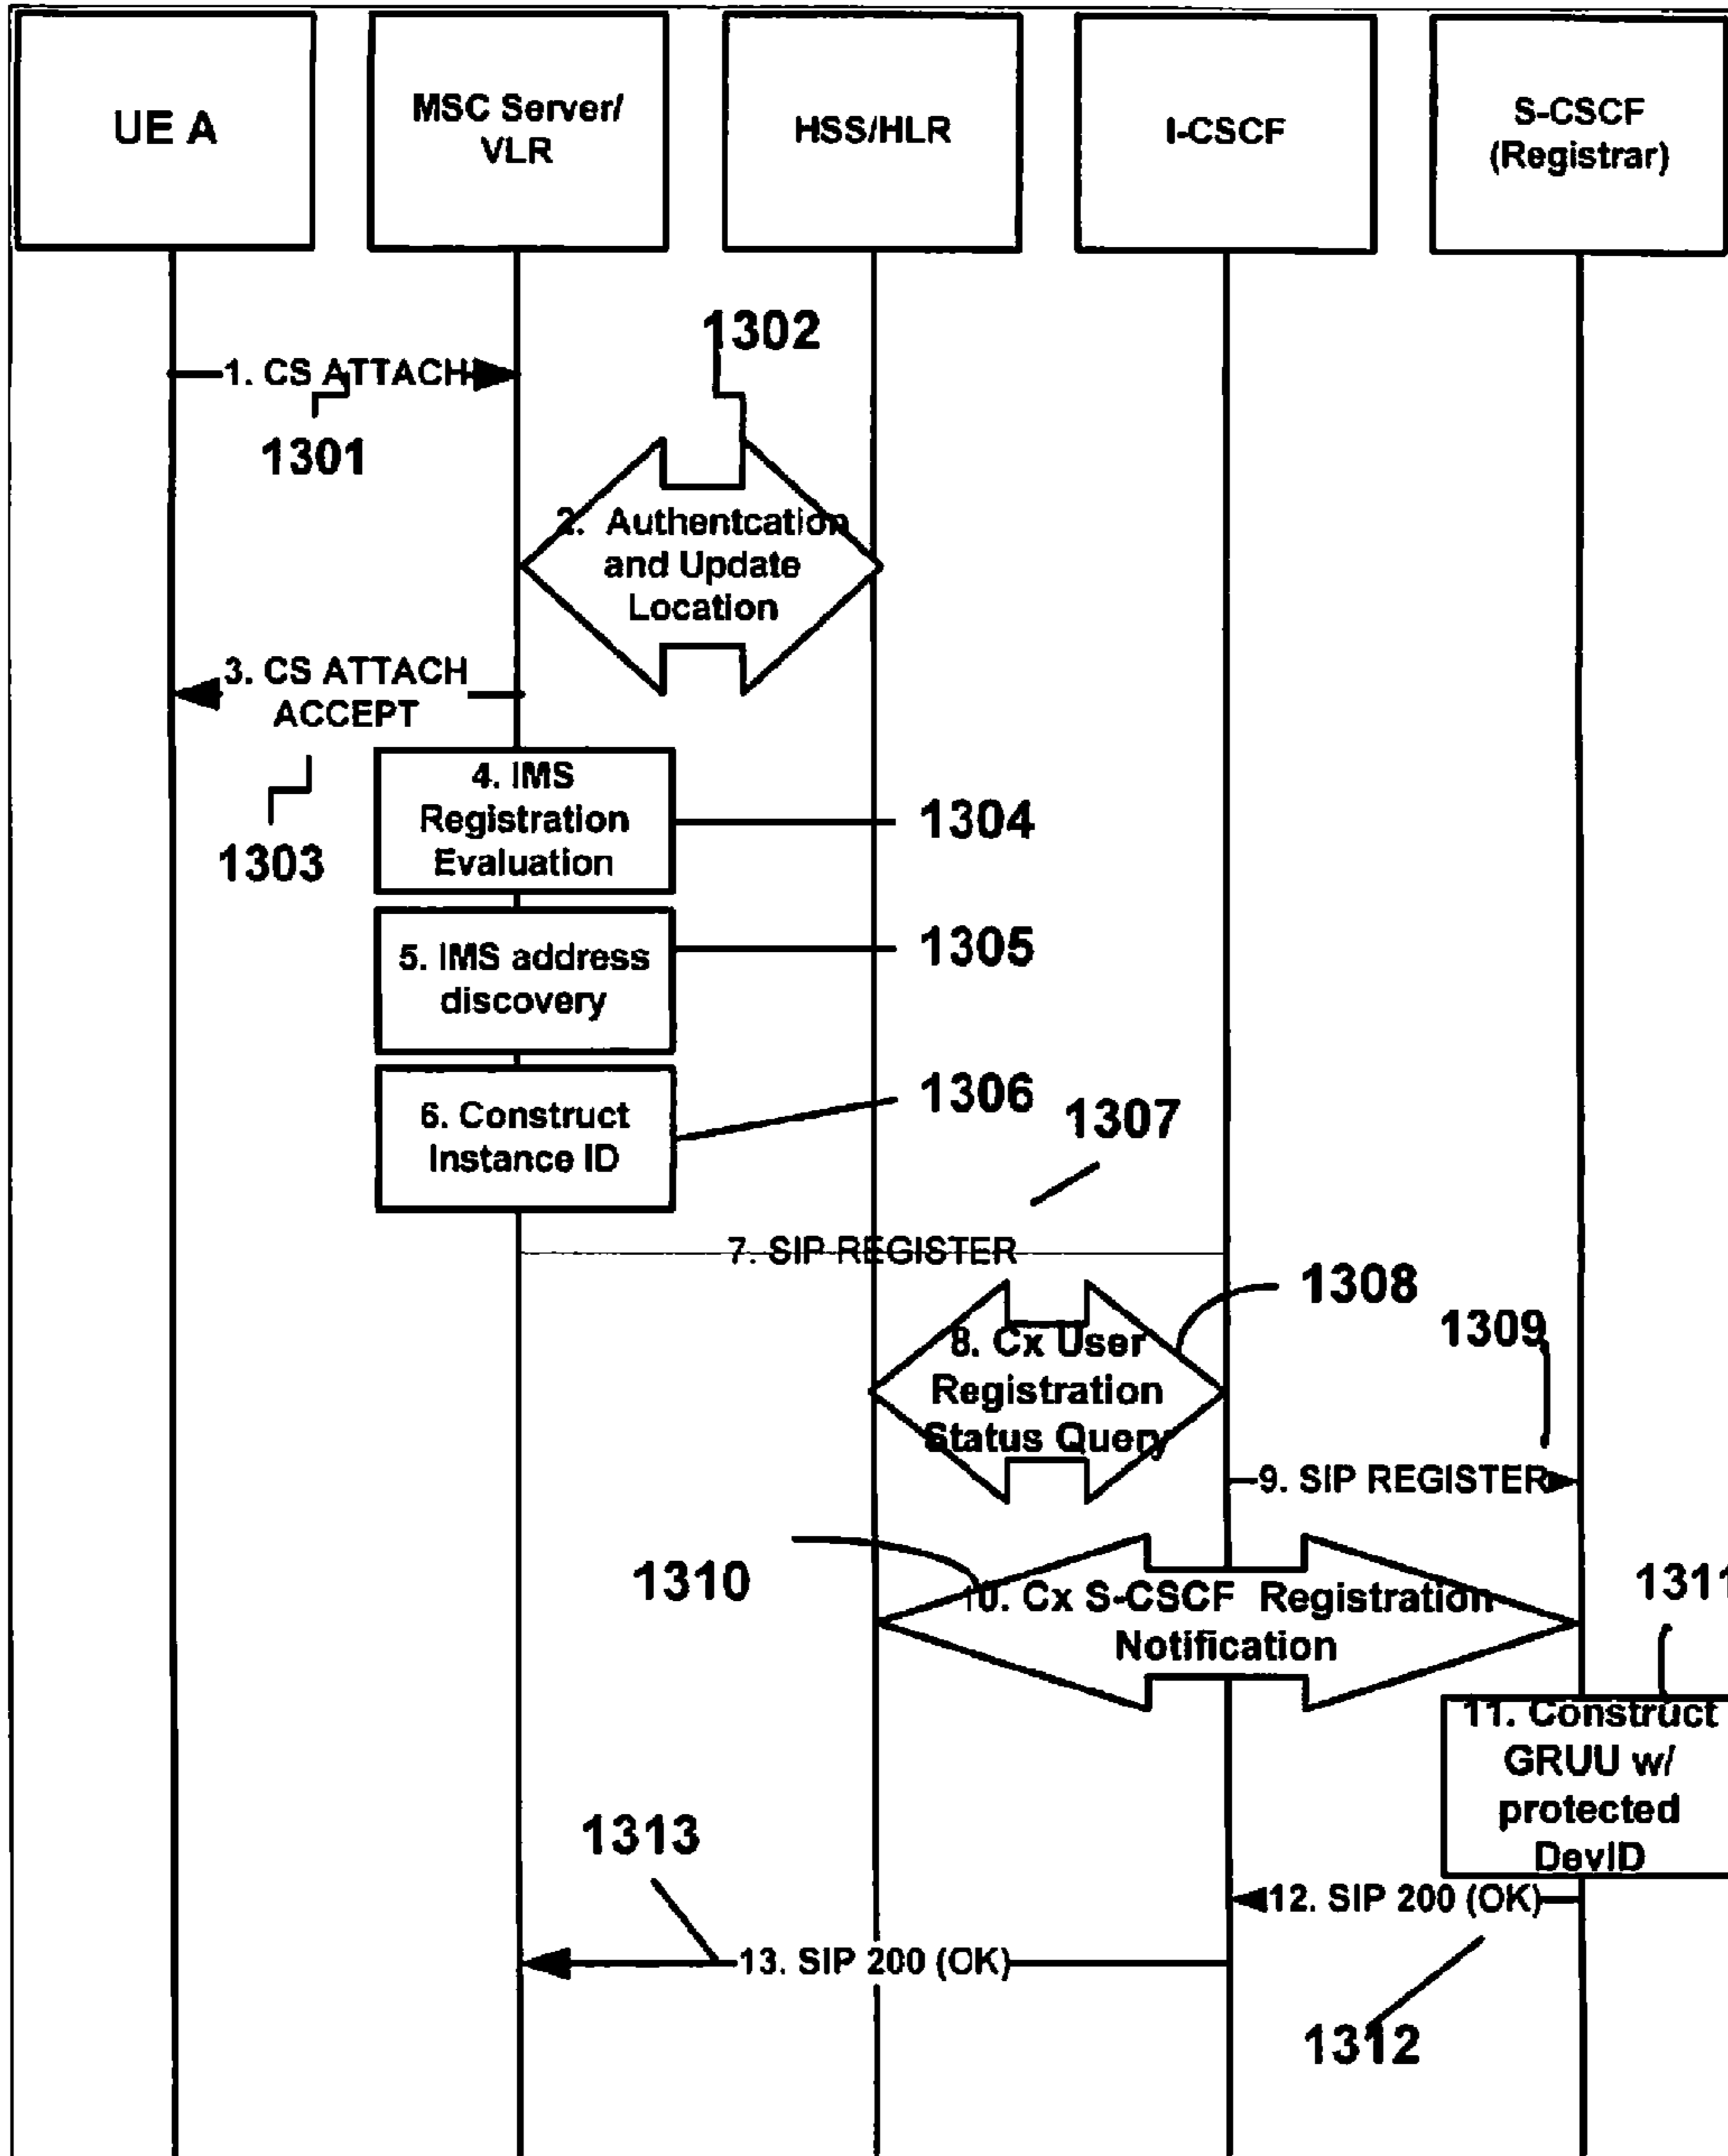 UE A
MSC Server/
VLR
HSS/HLR
I-CSCF
S-CSCF
(Registrar)
1302
1. CS ATTACH
1301
2. Authentcation
and Update
Location
3. CS ATTACH
ACCEPT
1303
4. IMS
Registration
Evaluation
1304
5. IMS address
discovery
1305
6. Construct
Instance ID
1306
1307
7. SIP REGISTER
1308
8. Cx User
Registration
Status Query
1309
9. SIP REGISTER
1310
10. Cx S-CSCF Registration
Notification
1311
11. Construct
GRUU w/
protected
DevID
12. SIP 200 (OK)
1313
13. SIP 200 (OK)
1312